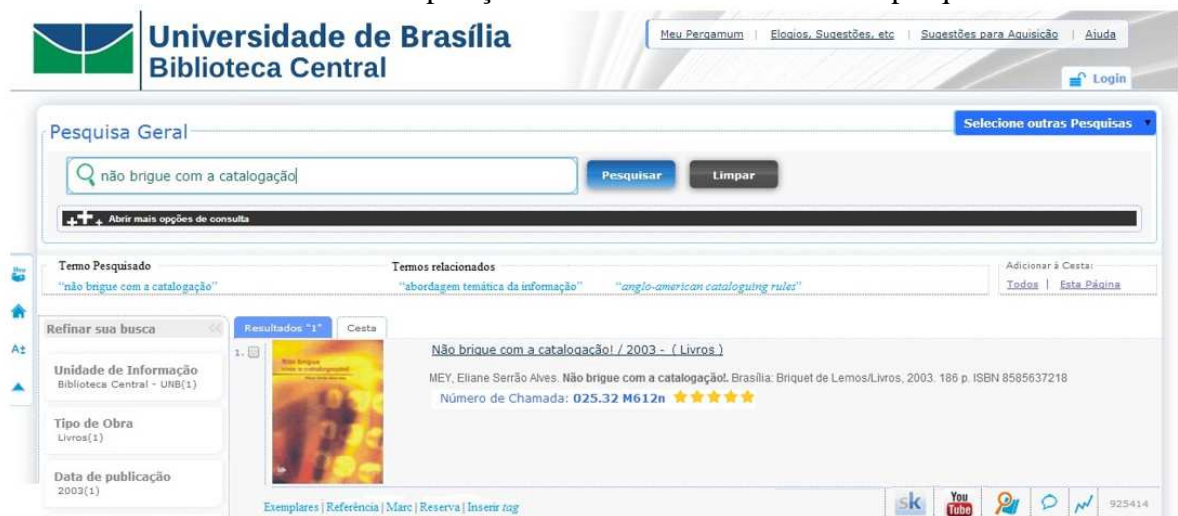 Universidade de Brasília
Biblioteca Central
Meu Pergamum | Elogios, Sugestões, etc | Sugestões para Aquisição | Ajuda
Login
Pesquisa Geral
Selecione outras Pesquisas
não brigue com a catalogação
Pesquisar
Limpar
Abrir mais opções de consulta
Termo Pesquisado
Termos relacionados
Adicionar à Cesta:
"não brigue com a catalogação"
"abordagem temática da informação"
"anglo-american cataloguing rules"
Todos | Esta Página
Refinar sua busca
Resultados "1"
Cesta
1.
Não brigue com a catalogação! / 2003 - ( Livros )
MEY, Eliane Serrão Alves. Não brigue com a catalogação!. Brasília: Briquet de Lemos/Livros, 2003. 186 p. ISBN 8585637218
Número de Chamada: 025.32 M612n
Unidade de Informação
Biblioteca Central - UNB(1)
Tipo de Obra
Livros(1)
Data de publicação
2003(1)
Exemplares | Referência | Marc | Reserva | Inserir tag
sk
You
Tube
925414